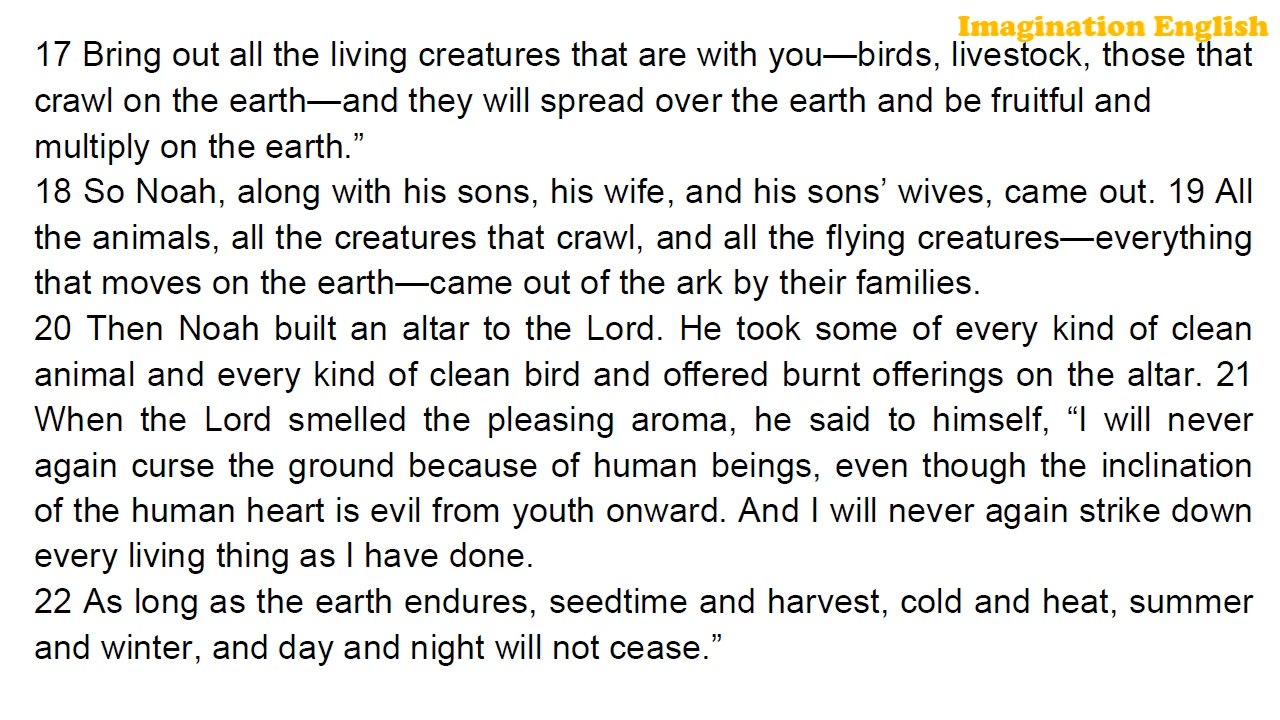 Imagination English
17 Bring out all the living creatures that are with you—birds, livestock, those that
crawl on the earth—and they will spread over the earth and be fruitful and
multiply on the earth.”
18 So Noah, along with his sons, his wife, and his sons’ wives, came out. 19 All
the animals, all the creatures that crawl, and all the flying creatures—everything
that moves on the earth—came out of the ark by their families.
20 Then Noah built an altar to the Lord. He took some of every kind of clean
animal and every kind of clean bird and offered burnt offerings on the altar. 21
When the Lord smelled the pleasing aroma, he said to himself, “I will never
again curse the ground because of human beings, even though the inclination
of the human heart is evil from youth onward. And I will never again strike down
every living thing as I have done.
22 As long as the earth endures, seedtime and harvest, cold and heat, summer
and winter, and day and night will not cease.”